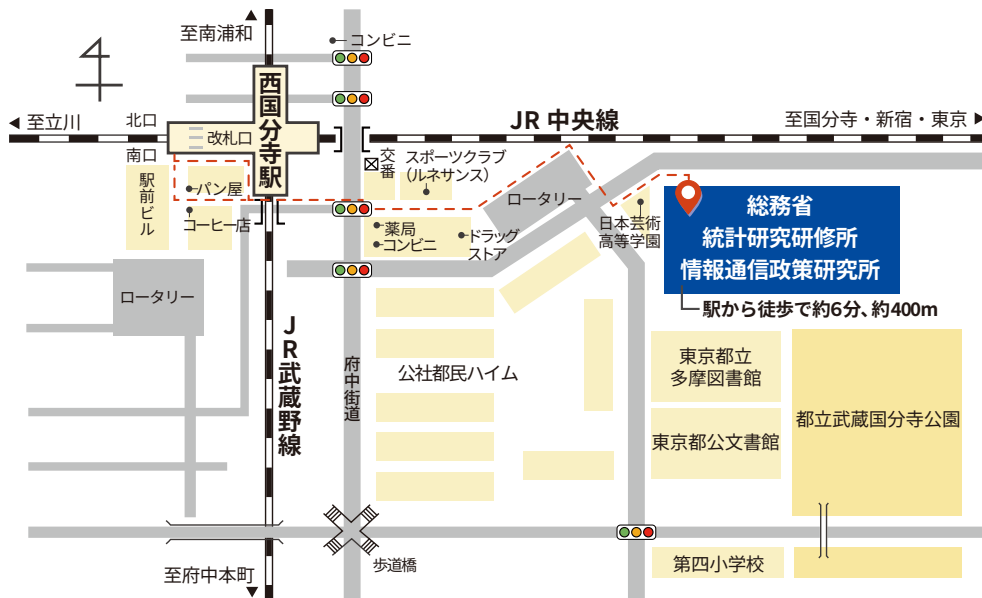 至南浦和
コンビニ
至立川
北口
西国分寺駅
改札口
南口
JR 中央線
至国分寺・新宿・東京
交番
スポーツクラブ
（ルネサンス）
駅前ビル
パン屋
コーヒー店
薬局
コンビニ
ドラッグ
ストア
ロータリー
日本芸術
高等学園
総務省
統計研究研修所
情報通信政策研究所
駅から徒歩で約6分、約400m
ロータリー
JR武蔵野線
府中街道
公社都民ハイム
東京都立
多摩図書館
東京都公文書館
都立武蔵国分寺公園
歩道橋
第四小学校
至府中本町